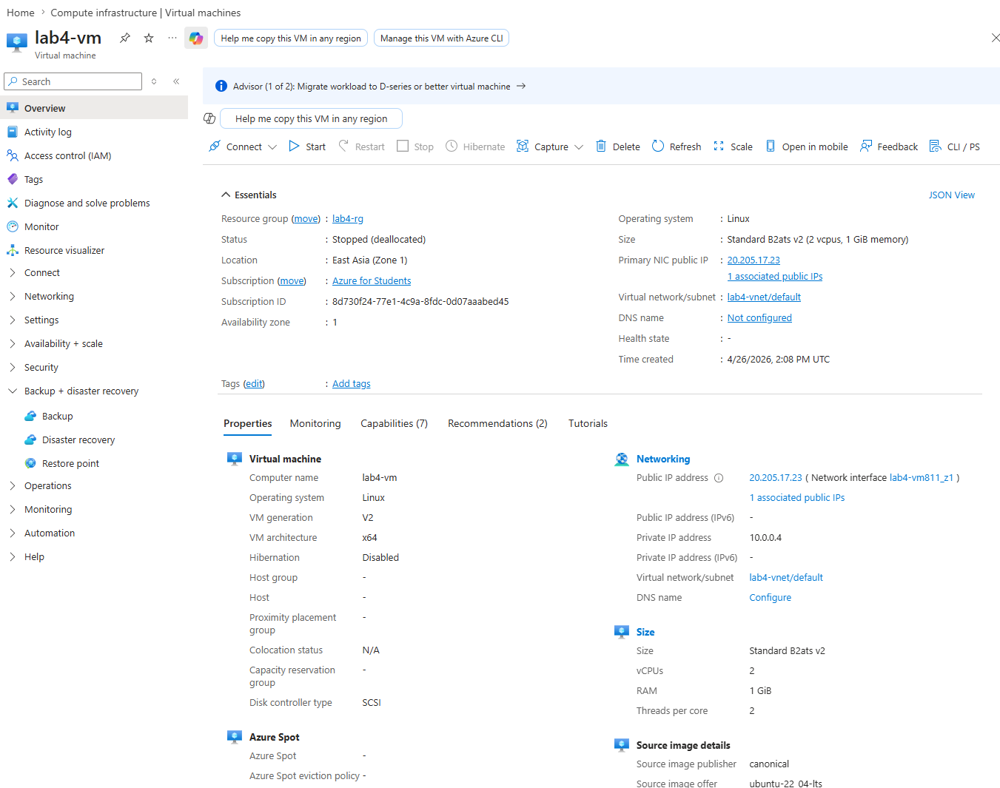 Home > Compute infrastructure | Virtual machines
lab4-vm
Help me copy this VM in any region
Manage this VM with Azure CLI
Virtual machine
Search
Overview
Activity log
Access control (IAM)
Tags
Diagnose and solve problems
Monitor
Resource visualizer
Connect
Networking
Settings
Availability + scale
Security
Backup + disaster recovery
Backup
Disaster recovery
Restore point
Operations
Monitoring
Automation
Help
Advisor (1 of 2): Migrate workload to D-series or better virtual machine →
Help me copy this VM in any region
Connect Start Restart Stop Hibernate Capture Delete Refresh Scale Open in mobile Feedback CLI / PS
Essentials
JSON View
Resource group (move) : lab4-rg
Status : Stopped (deallocated)
Location : East Asia (Zone 1)
Subscription (move) : Azure for Students
Subscription ID : 8d730f24-77e1-4c9a-8fdc-0d07aaabed45
Availability zone : 1
Operating system : Linux
Size : Standard B2ats v2 (2 vcpus, 1 GiB memory)
Primary NIC public IP : 20.205.17.23
1 associated public IPs
Virtual network/subnet : lab4-vnet/default
DNS name : Not configured
Health state : -
Time created : 4/26/2026, 2:08 PM UTC
Tags (edit) : Add tags
Properties Monitoring Capabilities (7) Recommendations (2) Tutorials
Virtual machine
Computer name lab4-vm
Operating system Linux
VM generation V2
VM architecture x64
Hibernation Disabled
Host group -
Host -
Proximity placement group -
Colocation status N/A
Capacity reservation group -
Disk controller type SCSI
Azure Spot
Azure Spot -
Azure Spot eviction policy -
Networking
Public IP address 20.205.17.23 ( Network interface lab4-vm811_z1 )
1 associated public IPs
Public IP address (IPv6) -
Private IP address 10.0.0.4
Private IP address (IPv6) -
Virtual network/subnet lab4-vnet/default
DNS name Configure
Size
Size Standard B2ats v2
vCPUs 2
RAM 1 GiB
Threads per core 2
Source image details
Source image publisher canonical
Source image offer ubuntu-22_04-lts